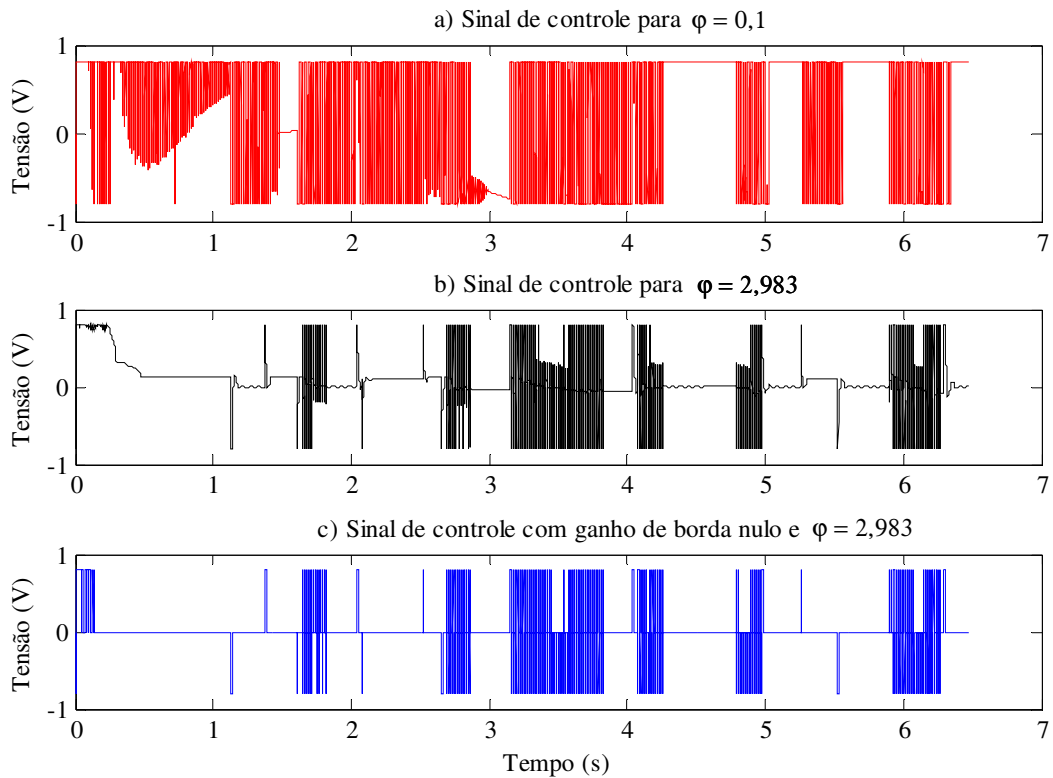 a) Sinal de controle para φ = 0,1
1
0
-1
Tensão (V)
0 1 2 3 4 5 6 7
b) Sinal de controle para φ = 2,983
1
0
-1
Tensão (V)
0 1 2 3 4 5 6 7
c) Sinal de controle com ganho de borda nulo e φ = 2,983
1
0
-1
Tensão (V)
0 1 2 3 4 5 6 7
Tempo (s)